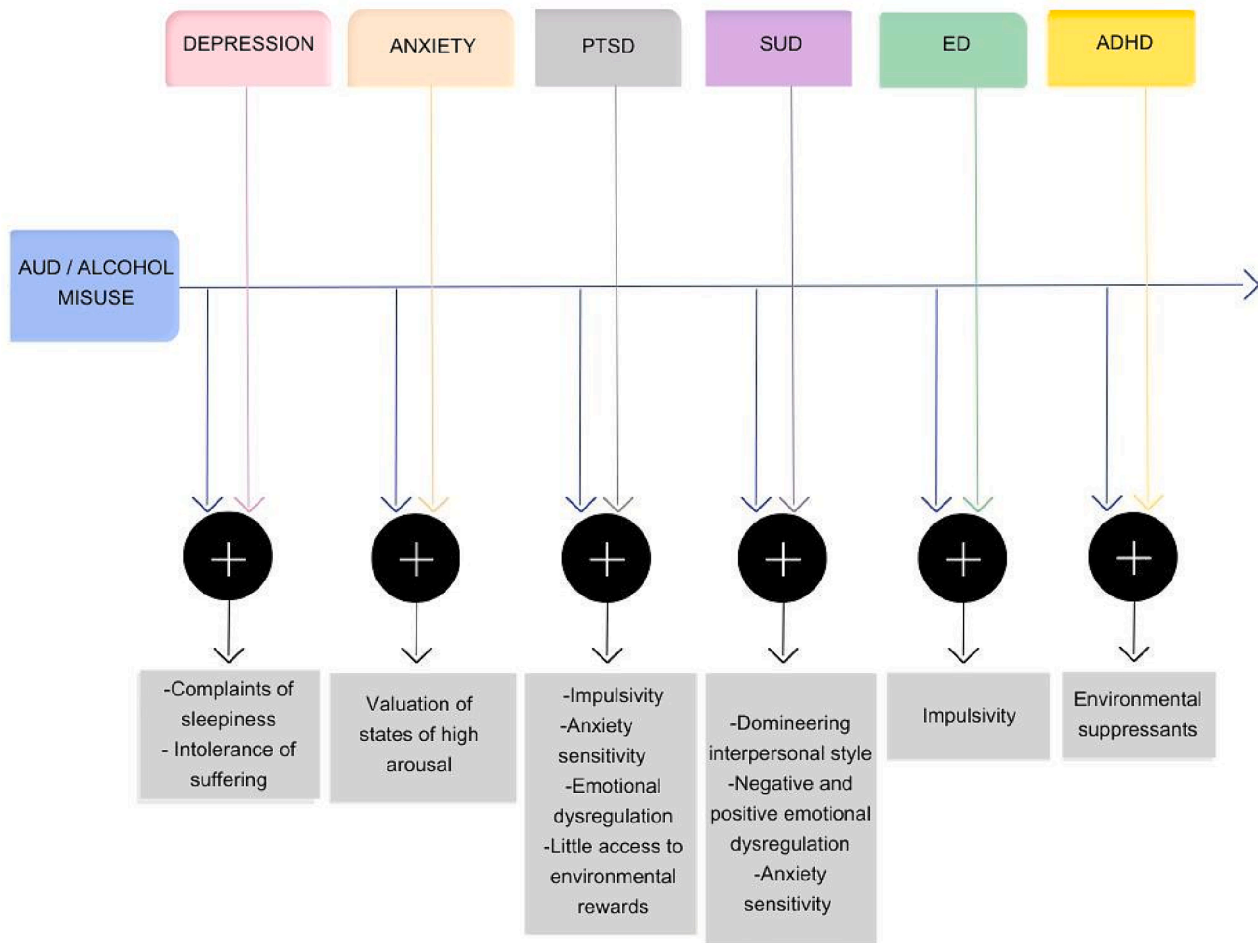 DEPRESSION
ANXIETY
PTSD
SUD
ED
ADHD
AUD / ALCOHOL
MISUSE
-Complaints of
sleepiness
- Intolerance of
suffering
Valuation of
states of high
arousal
-Impulsivity
-Anxiety
sensitivity
-Emotional
dysregulation
-Little access to
environmental
rewards
-Domineering
interpersonal style
-Negative and
positive emotional
dysregulation
-Anxiety
sensitivity
Impulsivity
Environmental
suppressants